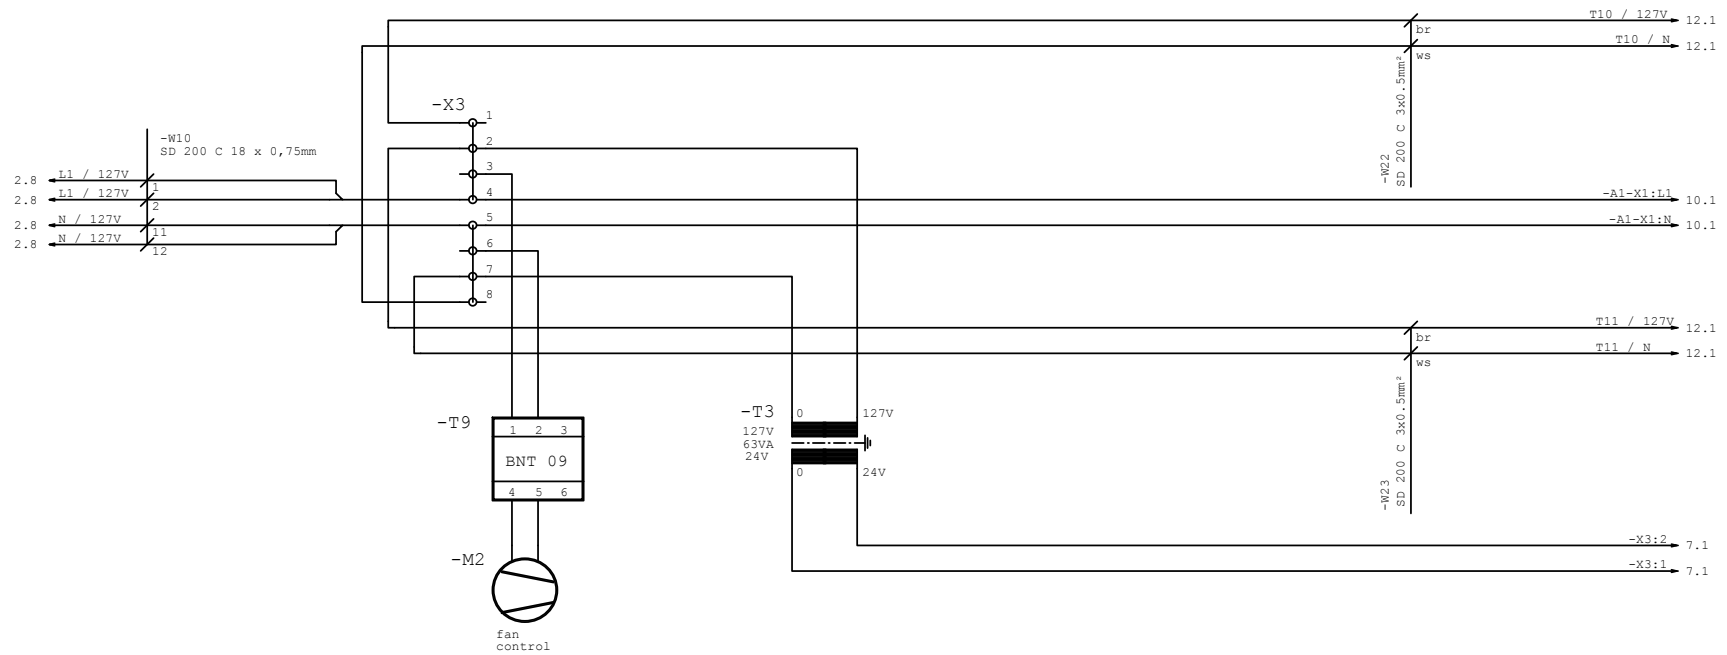 T10 / 127V 12.1
br
T10 / N 12.1
ws
-W22
SD 200 C 3x0.5mm²
-X3
1
2
3
4
5
6
7
8
-W10
SD 200 C 18 x 0,75mm
2.8 L1 / 127V
1
2.8 L1 / 127V
2
2.8 N / 127V
11
2.8 N / 127V
12
-A1-X1:L1 10.1
-A1-X1:N 10.1
T11 / 127V 12.1
br
T11 / N 12.1
ws
-W23
SD 200 C 3x0.5mm²
-T9
1 2 3
BNT 09
4 5 6
-T3
127V
63VA
24V
0 127V
0 24V
-X3:2 7.1
-X3:1 7.1
-M2
fan
control